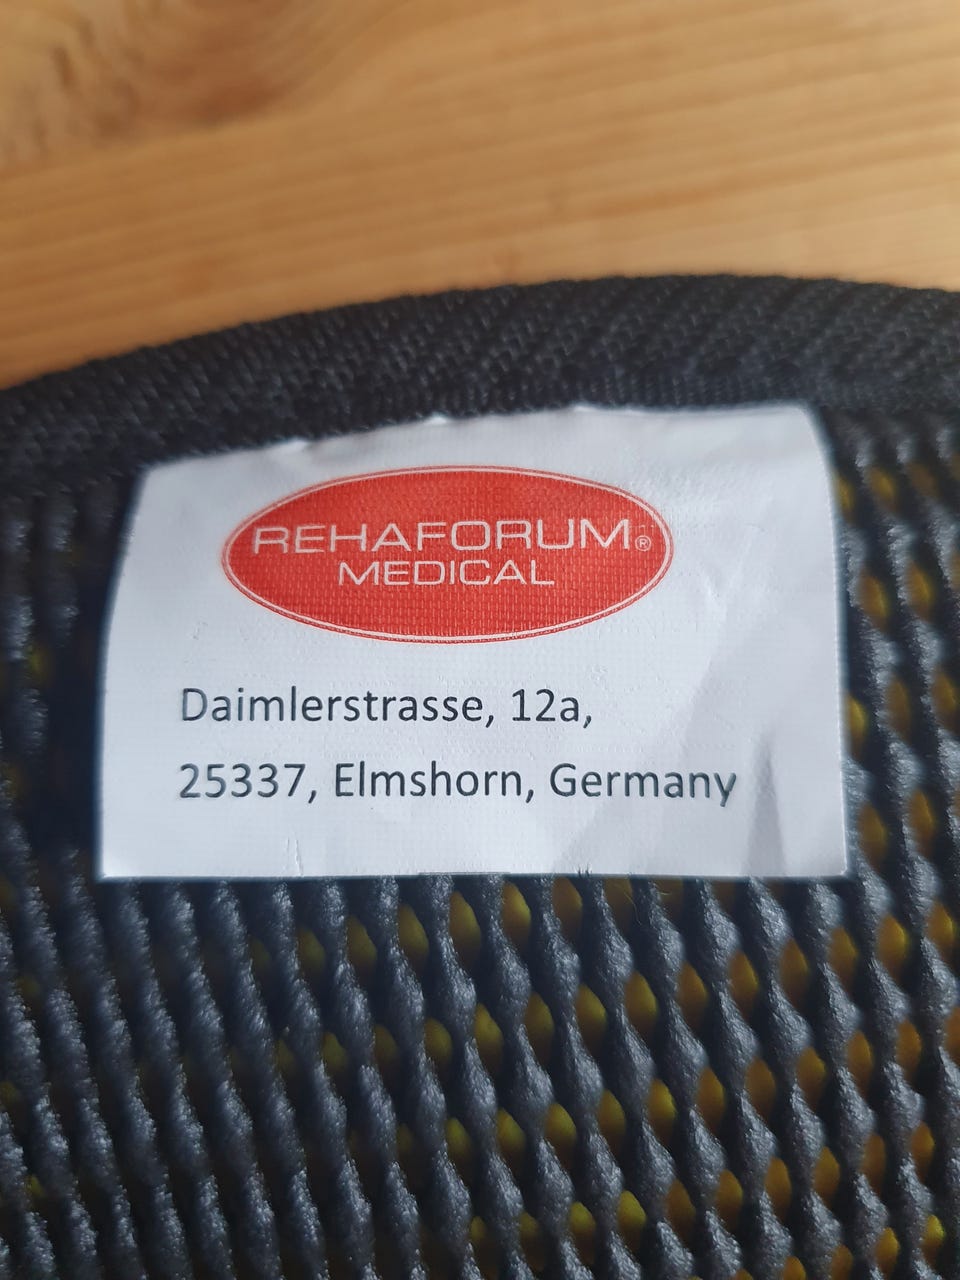 REHAFORUM®
MEDICAL
Daimlerstrasse, 12a,
25337, Elmshorn, Germany